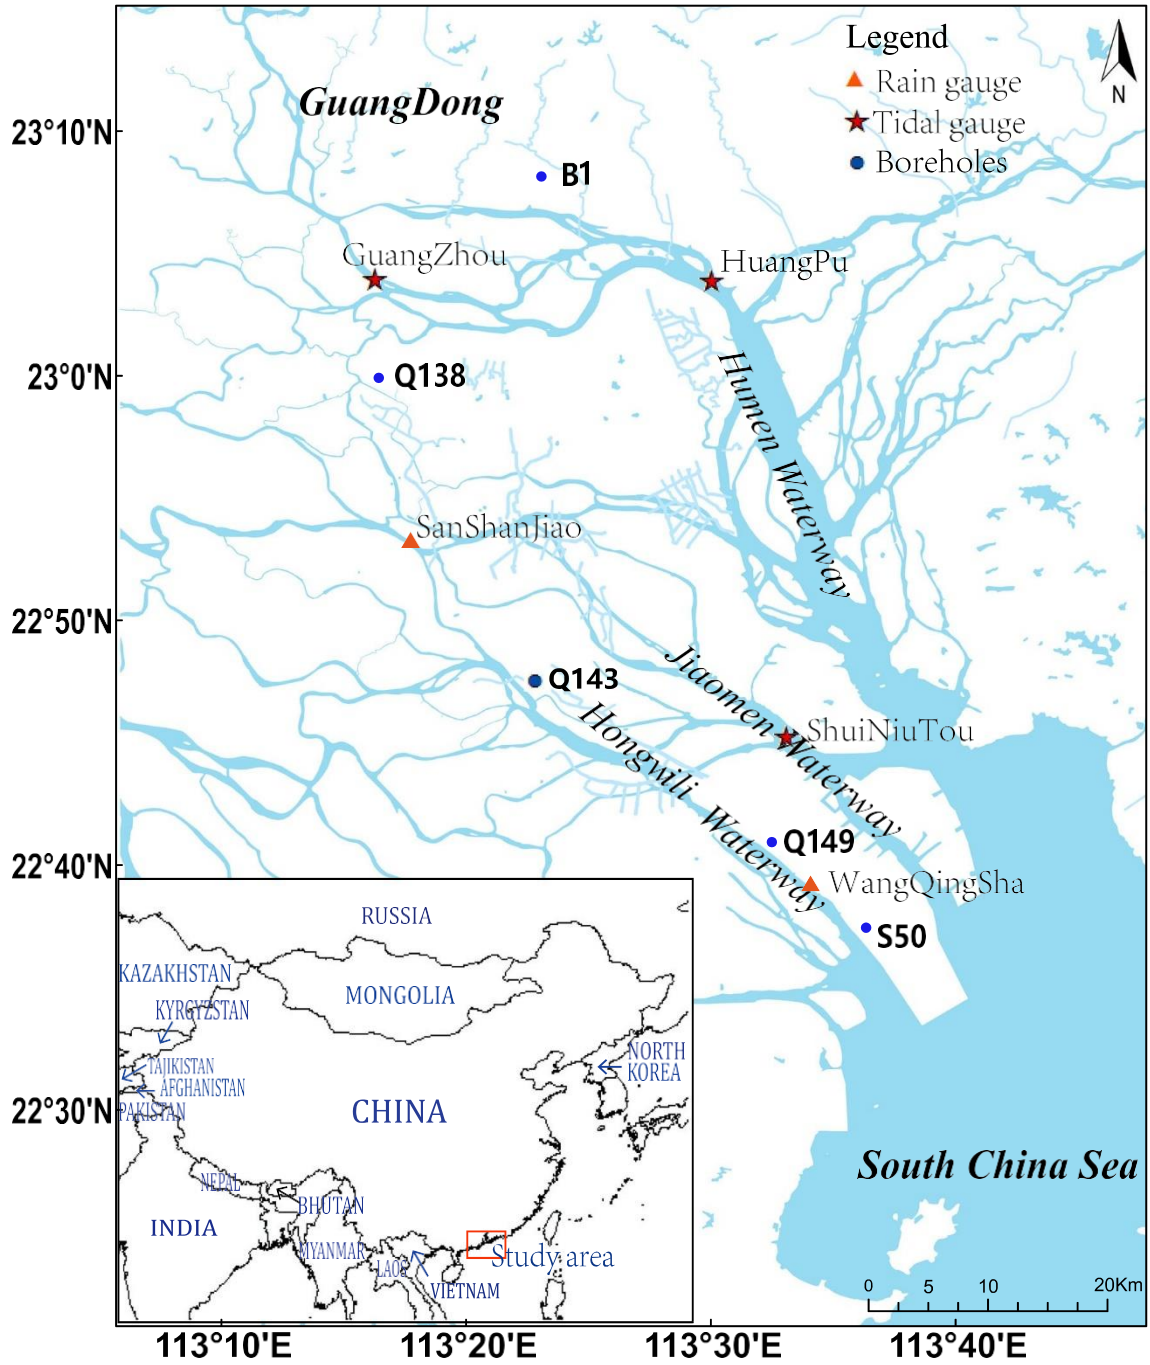 Legend
Rain gauge
Tidal gauge
Boreholes
N
GuangDong
23°10'N
B1
GuangZhou
HuangPu
23°0'N
Q138
Humen Waterway
SanShanJiao
22°50'N
Q143
Jiaomen Waterway
ShuiNiuTou
Hongwili Waterway
Q149
22°40'N
WangQingSha
S50
RUSSIA
KAZAKHSTAN
MONGOLIA
KYRGYZSTAN
NORTH
KOREA
TAJIKISTAN
AFGHANISTAN
PAKISTAN
CHINA
22°30'N
South China Sea
NEPAL
BHUTAN
INDIA
MYANMAR
LAOS
Study area
VIETNAM
0 5 10 20Km
113°10'E 113°20'E 113°30'E 113°40'E